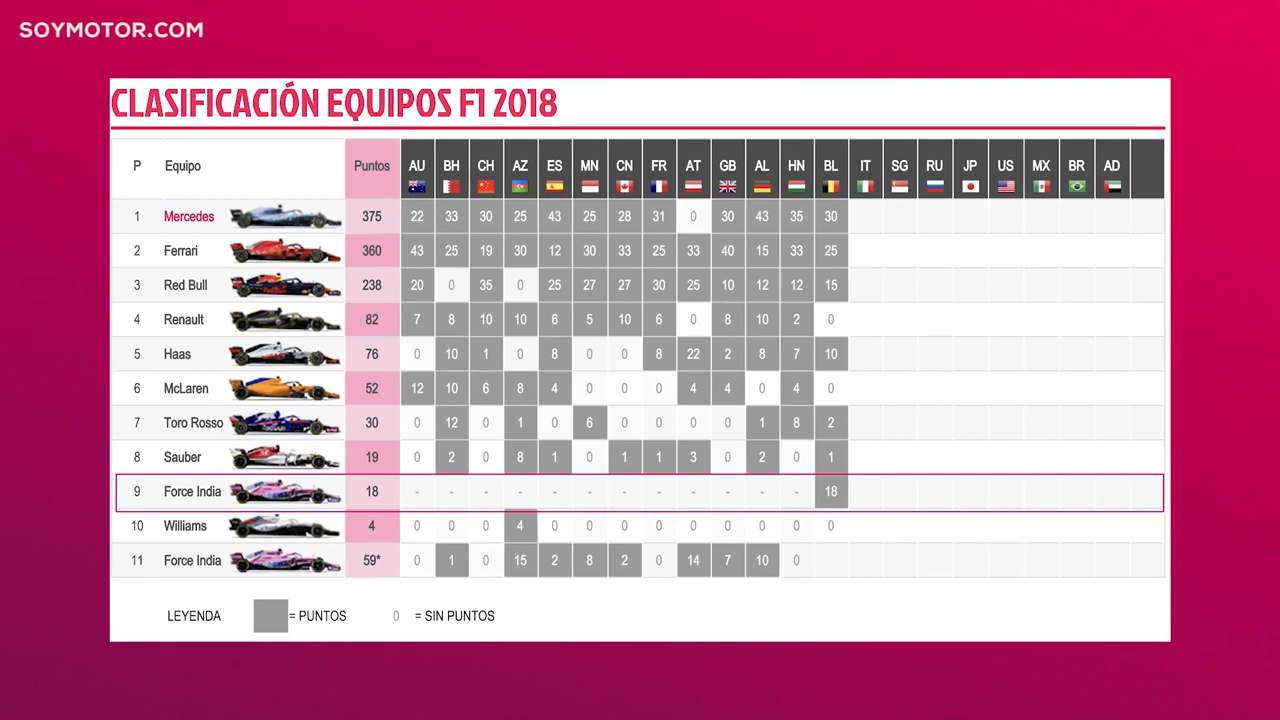 SOYMOTOR.COM
CLASIFICACIÓN EQUIPOS F1 2018
P Equipo Puntos AU BH CH AZ ES MN CN FR AT GB AL HN BL IT SG RU JP US MX BR AD
1 Mercedes 375 22 33 30 25 43 25 28 31 0 30 43 35 30
2 Ferrari 360 43 25 19 30 12 30 33 25 33 40 15 33 25
3 Red Bull 238 20 0 35 0 25 27 27 30 25 10 12 12 15
4 Renault 82 7 8 10 10 6 5 10 6 0 8 10 2 0
5 Haas 76 0 10 1 0 8 0 0 8 22 2 8 7 10
6 McLaren 52 12 10 6 8 4 0 0 0 4 4 0 4 0
7 Toro Rosso 30 0 12 0 1 0 6 0 0 0 0 1 8 2
8 Sauber 19 0 2 0 8 1 0 1 1 3 0 2 0 1
9 Force India 18 - - - - - - - - - - - - 18
10 Williams 4 0 0 0 4 0 0 0 0 0 0 0 0 0
11 Force India 59* 0 1 0 15 2 8 2 0 14 7 10 0
LEYENDA = PUNTOS 0 = SIN PUNTOS